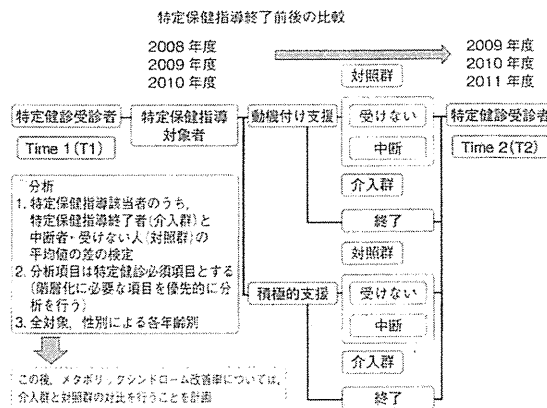 特定保健指導終了前後の比較
2008 年度
2009 年度
2010 年度
2009 年度
2010 年度
2011 年度
対照群
特定健診受診者
特定保健指導
対象者
動機付け支援
受けない
特定健診受診者
Time 1(T1)
中断
Time 2(T2)
介入群
終了
分析
1. 特定保健指導該当者のうち,
特定保健指導終了者(介入群)と
中断者・受けない人(対照群)の
平均値の差の検定
2. 分析項目は特定健診必須項目とする
(階層化に必要な項目を優先的に分
析を行う)
3. 全対象, 性別による各年齢別
対照群
積極的支援
受けない
中断
介入群
終了
この後, メタボリックシンドローム改善率については,
介入群と対照群の対比を行うことを計画